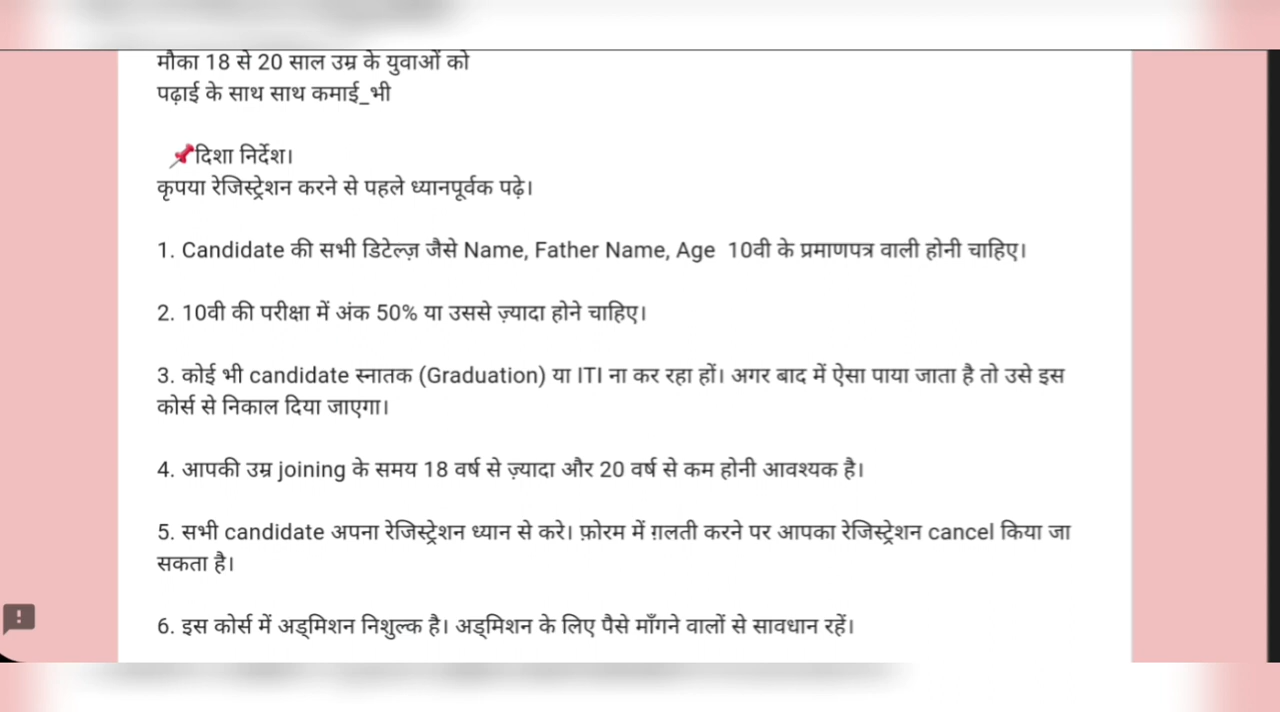 मौका 18 से 20 साल उम्र के युवाओं को
पढ़ाई के साथ साथ कमाई_भी
📌दिशा निर्देश।
कृपया रेजिस्ट्रेशन करने से पहले ध्यानपूर्वक पढ़े।
1. Candidate की सभी डिटेल्ज़ जैसे Name, Father Name, Age 10वी के प्रमाणपत्र वाली होनी चाहिए।
2. 10वी की परीक्षा में अंक 50% या उससे ज़्यादा होने चाहिए।
3. कोई भी candidate स्नातक (Graduation) या ITI ना कर रहा हों। अगर बाद में ऐसा पाया जाता है तो उसे इस
कोर्स से निकाल दिया जाएगा।
4. आपकी उम्र joining के समय 18 वर्ष से ज़्यादा और 20 वर्ष से कम होनी आवश्यक है।
5. सभी candidate अपना रेजिस्ट्रेशन ध्यान से करे। फ़ोरम में ग़लती करने पर आपका रेजिस्ट्रेशन cancel किया जा
सकता है।
6. इस कोर्स में अड्मिशन निशुल्क है। अड्मिशन के लिए पैसे माँगने वालों से सावधान रहें।